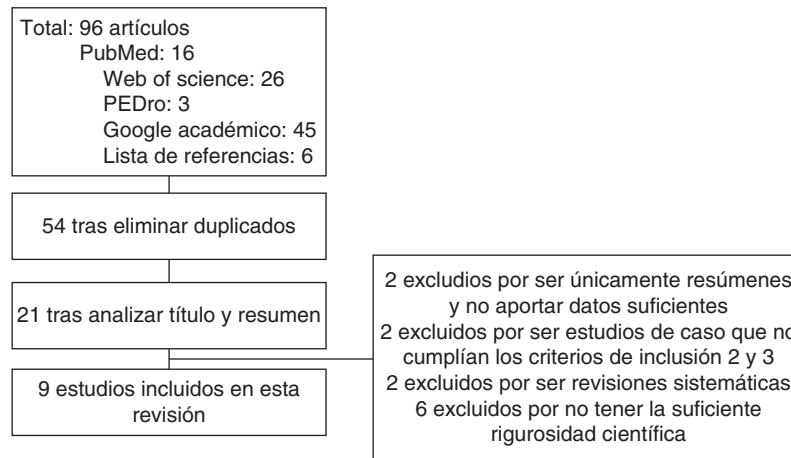 Total: 96 artículos
PubMed: 16
Web of science: 26
PEDro: 3
Google académico: 45
Lista de referencias: 6
54 tras eliminar duplicados
21 tras analizar título y resumen
2 excludios por ser únicamente resúmenes
y no aportar datos suficientes
2 excluidos por ser estudios de caso que no
cumplían los criterios de inclusión 2 y 3
2 excluidos por ser revisiones sistemáticas
6 excluidos por no tener la suficiente
rigurosidad científica
9 estudios incluidos en esta
revisión